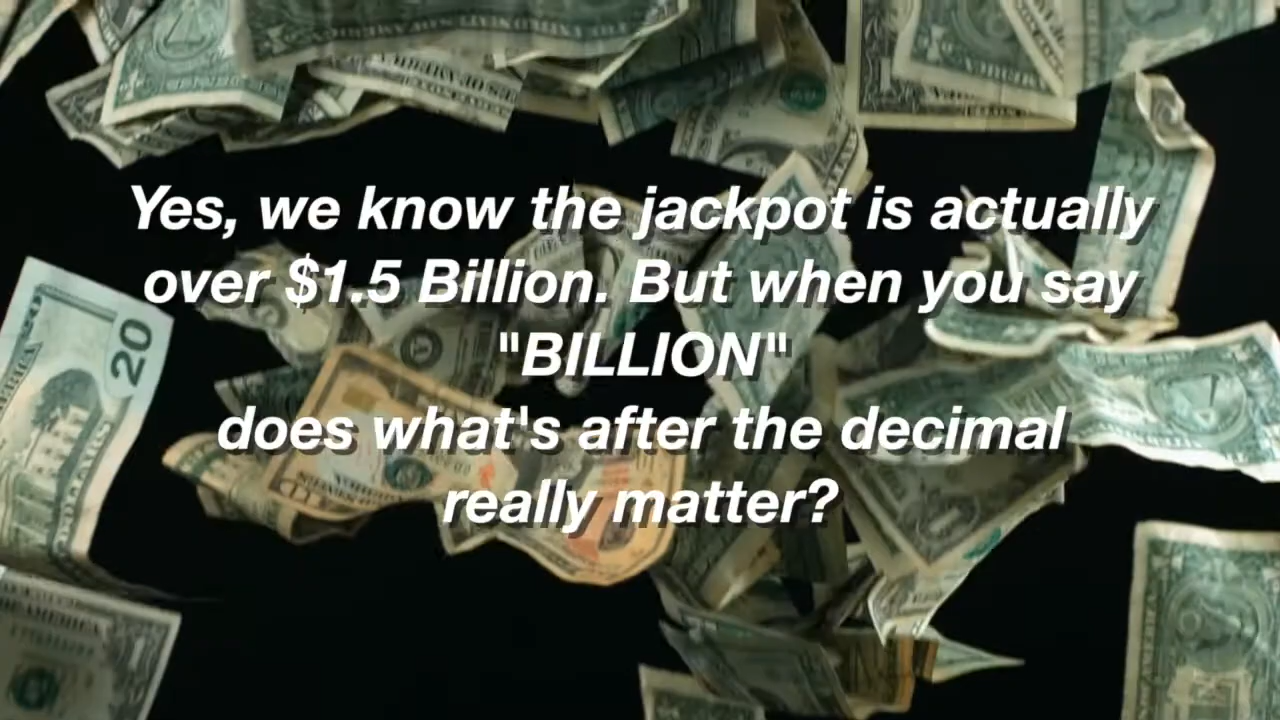 Yes, we know the jackpot is actually
over $1.5 Billion. But when you say
"BILLION"
does what's after the decimal
really matter?
20